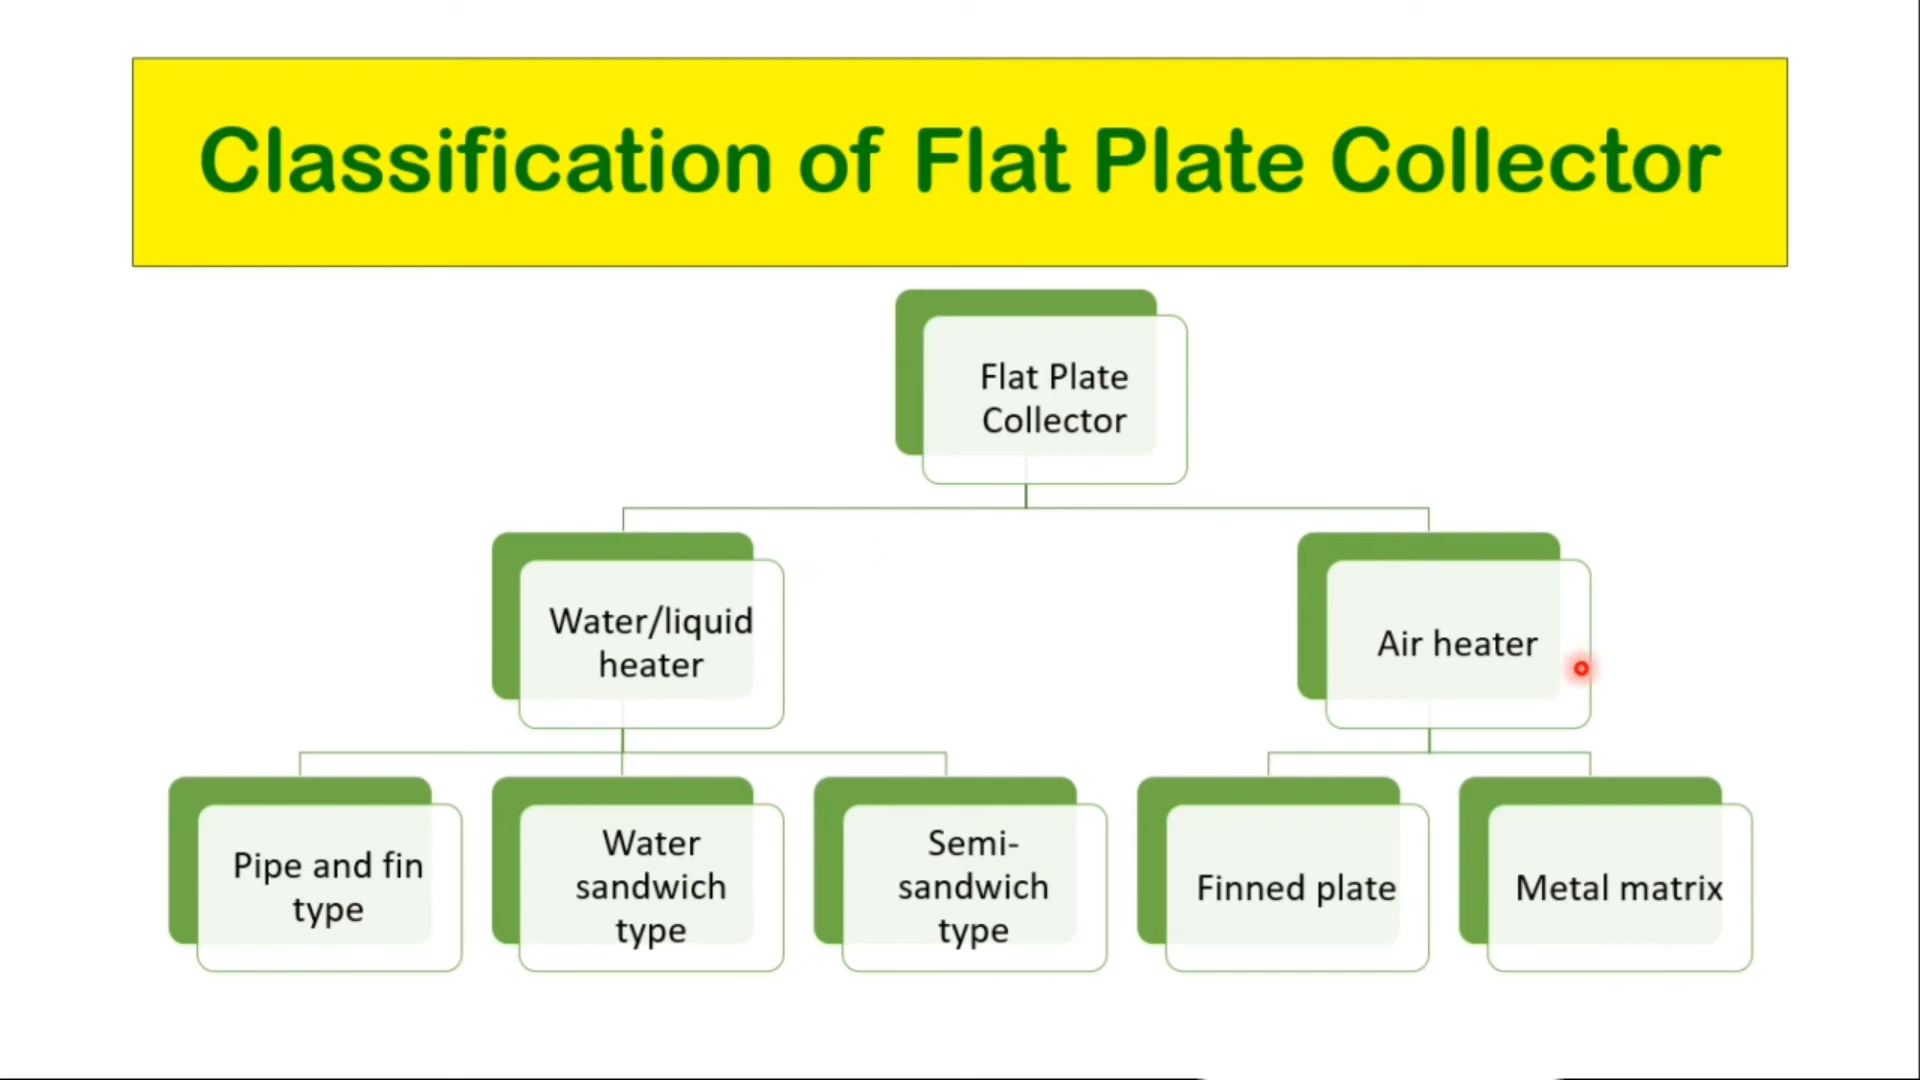 Classification of Flat Plate Collector
Flat Plate
Collector
Water/liquid
heater
Air heater
Pipe and fin
type
Water
sandwich
type
Semi-
sandwich
type
Finned plate
Metal matrix